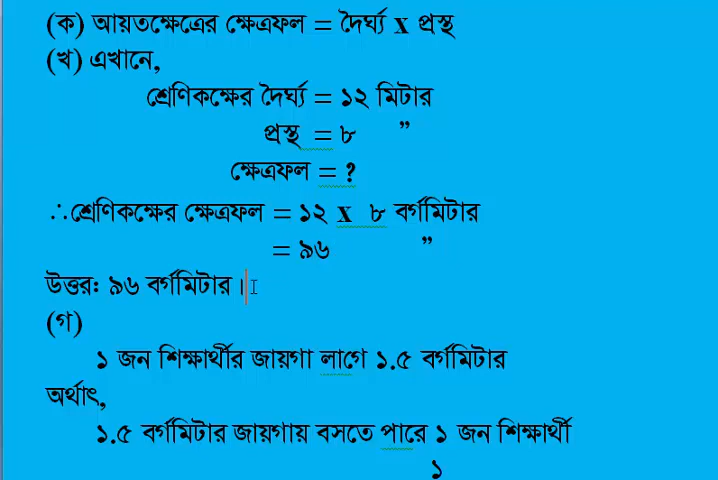 (ক) আয়তক্ষেত্রের ক্ষেত্রফল = দৈর্ঘ্য x প্রস্থ
(খ) এখানে,
শ্রেণিকক্ষের দৈর্ঘ্য = ১২ মিটার
প্রস্থ = ৮ ”
ক্ষেত্রফল = ?
∴শ্রেণিকক্ষের ক্ষেত্রফল = ১২ x ৮ বর্গমিটার
= ৯৬ ”
উত্তর: ৯৬ বর্গমিটার।
(গ)
১ জন শিক্ষার্থীর জায়গা লাগে ১.৫ বর্গমিটার
অর্থাৎ,
১.৫ বর্গমিটার জায়গায় বসতে পারে ১ জন শিক্ষার্থী
১